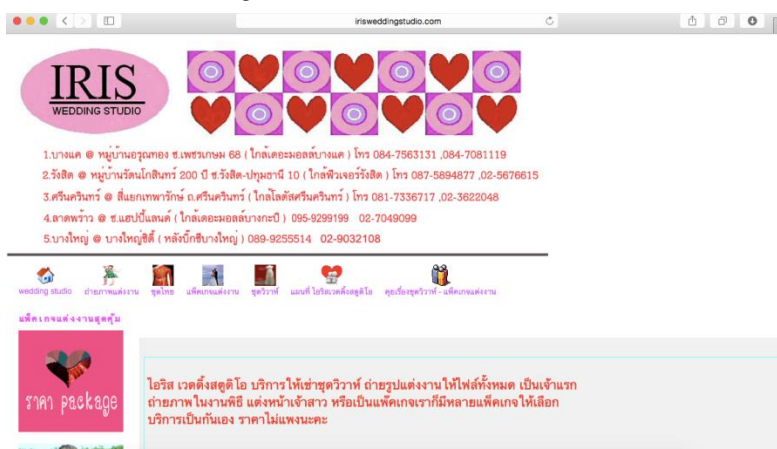 irisweddingstudio.com
IRIS
WEDDING STUDIO
1.บางแค @ หมู่บ้านอรุณทอง ซ.เพชรเกษม 68 ( ใกล้เดอะมอลล์บางแค ) โทร 084-7563131 ,084-7081119
2.รังสิต @ หมู่บ้านรัตนโกสินทร์ 200 ปี ซ.รังสิต-ปทุมธานี 10 ( ใกล้ฟิวเจอร์รังสิต ) โทร 087-5894877 ,02-5676615
3.ศรีนครินทร์ @ สี่แยกเทพารักษ์ ถ.ศรีนครินทร์ ( ใกล้โลตัสศรีนครินทร์ ) โทร 081-7336717 ,02-3622048
4.ลาดพร้าว @ ซ.แฮปปี้แลนด์ ( ใกล้เดอะมอลล์บางกะปิ ) 095-9299199 02-7049099
5.บางใหญ่ @ บางใหญ่ซิตี้ ( หลังบิ๊กซีบางใหญ่ ) 089-9255514 02-9032108
wedding studio ถ่ายภาพแต่งงาน ชุดไทย แพ็คเกจแต่งงาน ชุดวิวาห์ แผนที่ ไอริสเวดดิ้งสตูดิโอ คุยเรื่องชุดวิวาห์ - แพ็คเกจแต่งงาน
แพ็คเกจแต่งงานสุดคุ้ม
ราคา package
ไอริส เวดดิ้งสตูดิโอ บริการให้เช่าชุดวิวาห์ ถ่ายรูปแต่งงานให้ไฟล์ทั้งหมด เป็นเจ้าแรก
ถ่ายภาพในงานพิธี แต่งหน้าเจ้าสาว หรือเป็นแพ็คเกจเราก็มีหลายแพ็คเกจให้เลือก
บริการเป็นกันเอง ราคาไม่แพงนะคะ